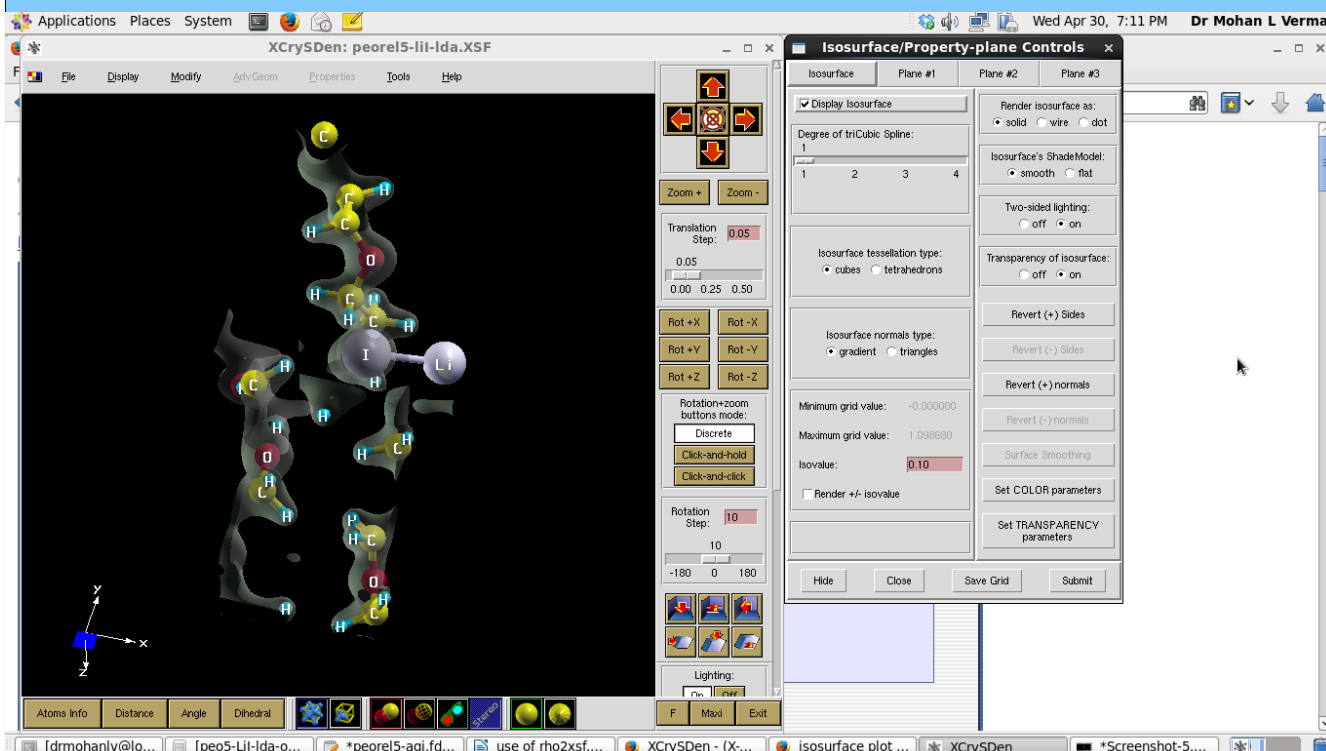 Applications Places System
Wed Apr 30, 7:11 PM Dr Mohan L Verma
XCrySDen: peorel5-liI-lda.XSF
Isosurface/Property-plane Controls
File Display Modify AdvGeom Properties Tools Help
Isosurface Plane #1 Plane #2 Plane #3
Display Isosurface
Degree of triCubic Spline:
1
1 2 3 4
Isosurface tessellation type:
cubes tetrahedrons
Isosurface normals type:
gradient triangles
Minimum grid value: -0.000000
Maximum grid value: 1.098680
Isovalue: 0.10
Render +/- isovalue
Render isosurface as:
solid wire dot
Isosurface's ShadeModel:
smooth flat
Two-sided lighting:
off on
Transparency of isosurface:
off on
Revert (+) Sides
Revert (-) Sides
Revert (+) normals
Revert (-) normals
Surface Smoothing
Set COLOR parameters
Set TRANSPARENCY
parameters
Hide Close Save Grid Submit
Zoom + Zoom -
Translation
Step: 0.05
0.05
0.00 0.25 0.50
Rot +X Rot -X
Rot +Y Rot -Y
Rot +Z Rot -Z
Rotation+zoom
buttons mode:
Discrete
Click-and-hold
Click-and-click
Rotation
Step: 10
10
-180 0 180
Lighting:
On Off
F Maxi Exit
C
C H
H C
O
H C H
H C H
I Li
H
C H
H
H
O
H
C
H
H
H
C
H
H
H C
O
H
C
H
y
x
z
Atoms Info Distance Angle Dihedral
Stereo
[drmohanlv@lo... [peo5-LiI-lda-o... *peorel5-aqi.fd... use of rho2xsf.... XCrySDen - (X-... isosurface plot ... XCrySDen *Screenshot-5....